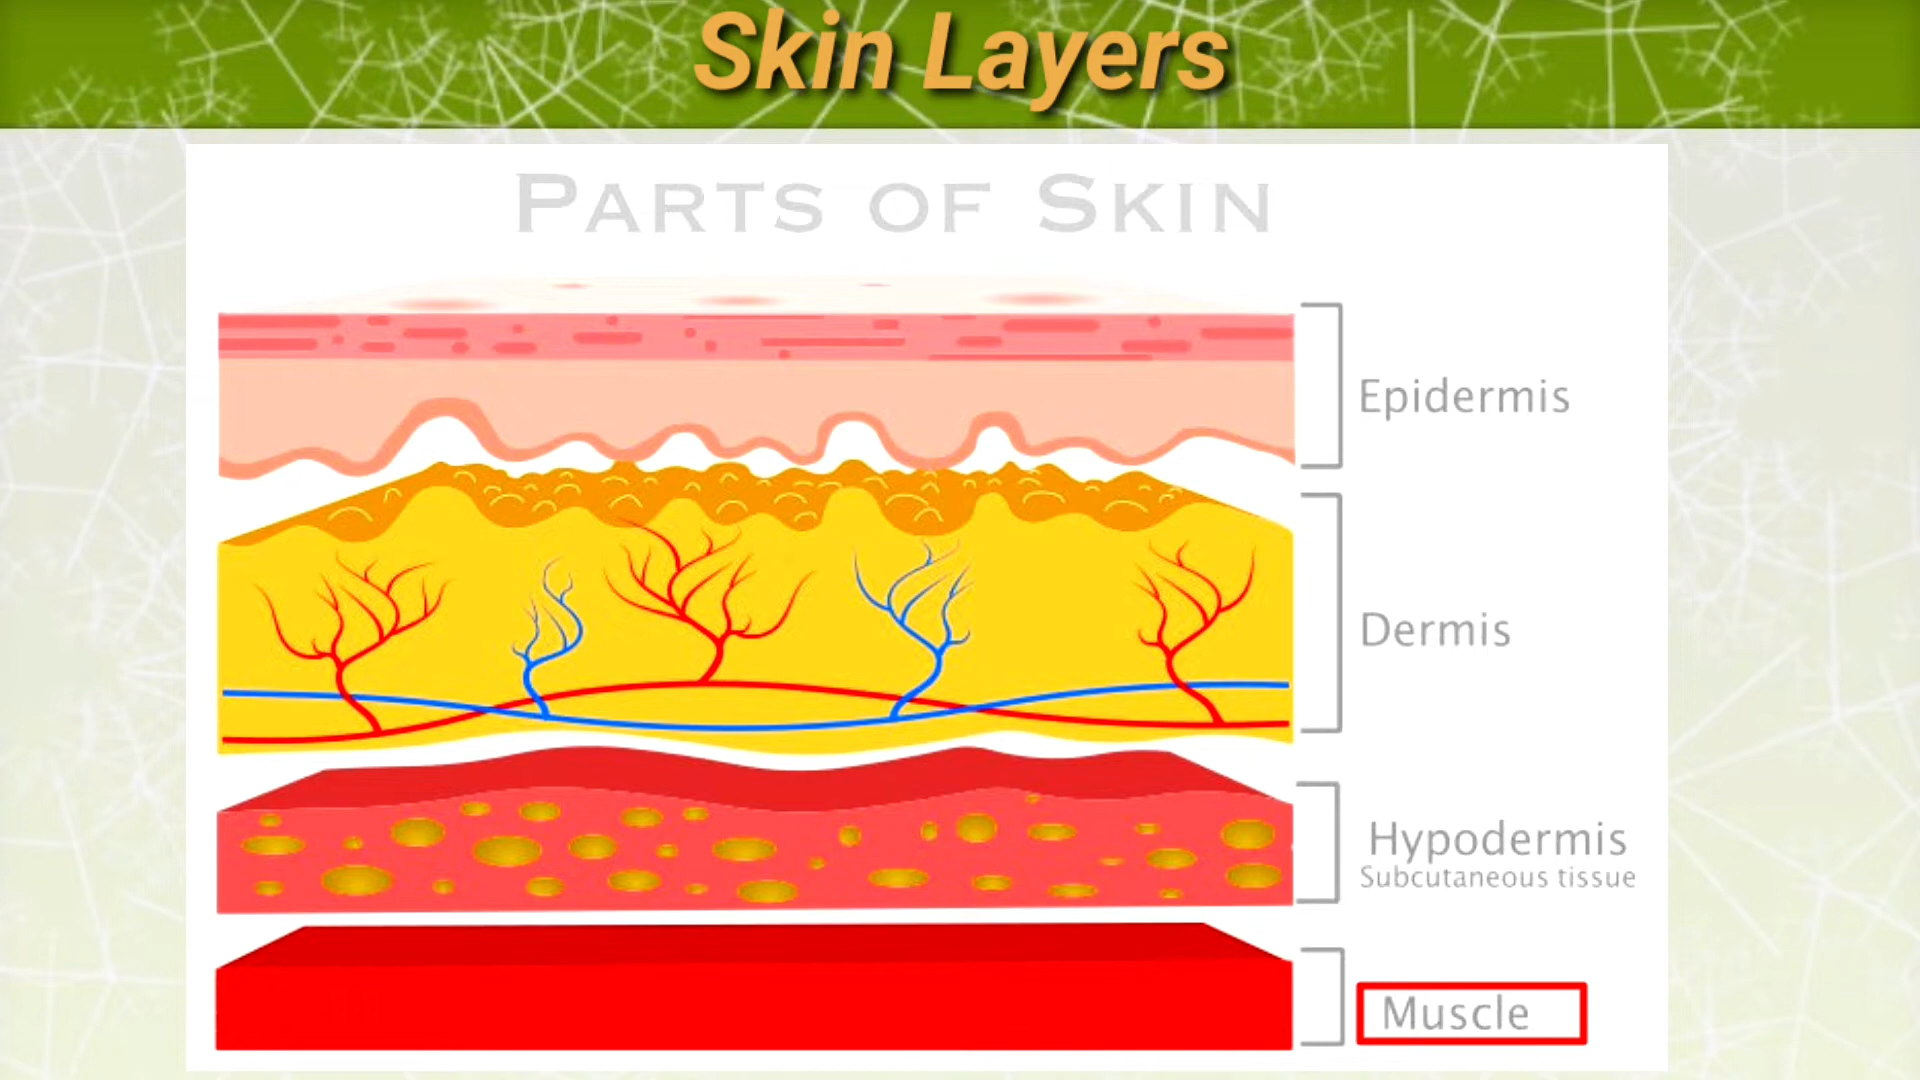 Skin Layers
PARTS OF SKIN
Epidermis
Dermis
Hypodermis
Subcutaneous tissue
Muscle